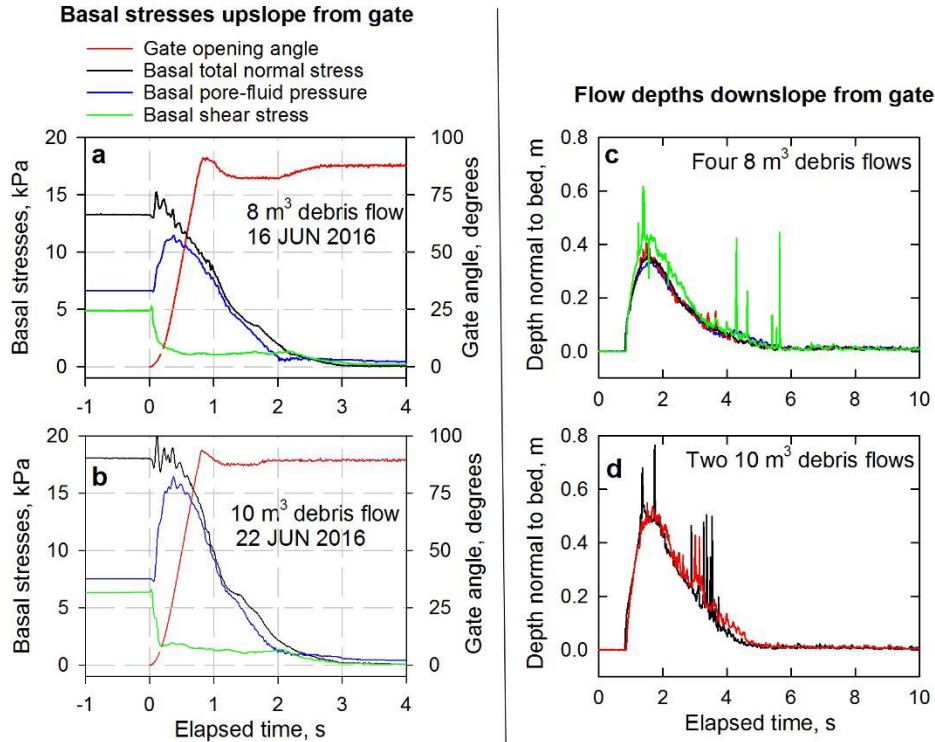 Basal stresses upslope from gate
Gate opening angle
Basal total normal stress
Basal pore-fluid pressure
Basal shear stress
a
20
15
10
5
0
Basal stresses, kPa
100
75
50
25
0
Gate angle, degrees
8 m³ debris flow
16 JUN 2016
-1 0 1 2 3 4
b
20
15
10
5
0
Basal stresses, kPa
100
75
50
25
0
Gate angle, degrees
10 m³ debris flow
22 JUN 2016
-1 0 1 2 3 4
Elapsed time, s
Flow depths downslope from gate
c
Four 8 m³ debris flows
0.8
0.6
0.4
0.2
0.0
Depth normal to bed, m
0 2 4 6 8 10
d
Two 10 m³ debris flows
0.8
0.6
0.4
0.2
0.0
Depth normal to bed, m
0 2 4 6 8 10
Elapsed time, s